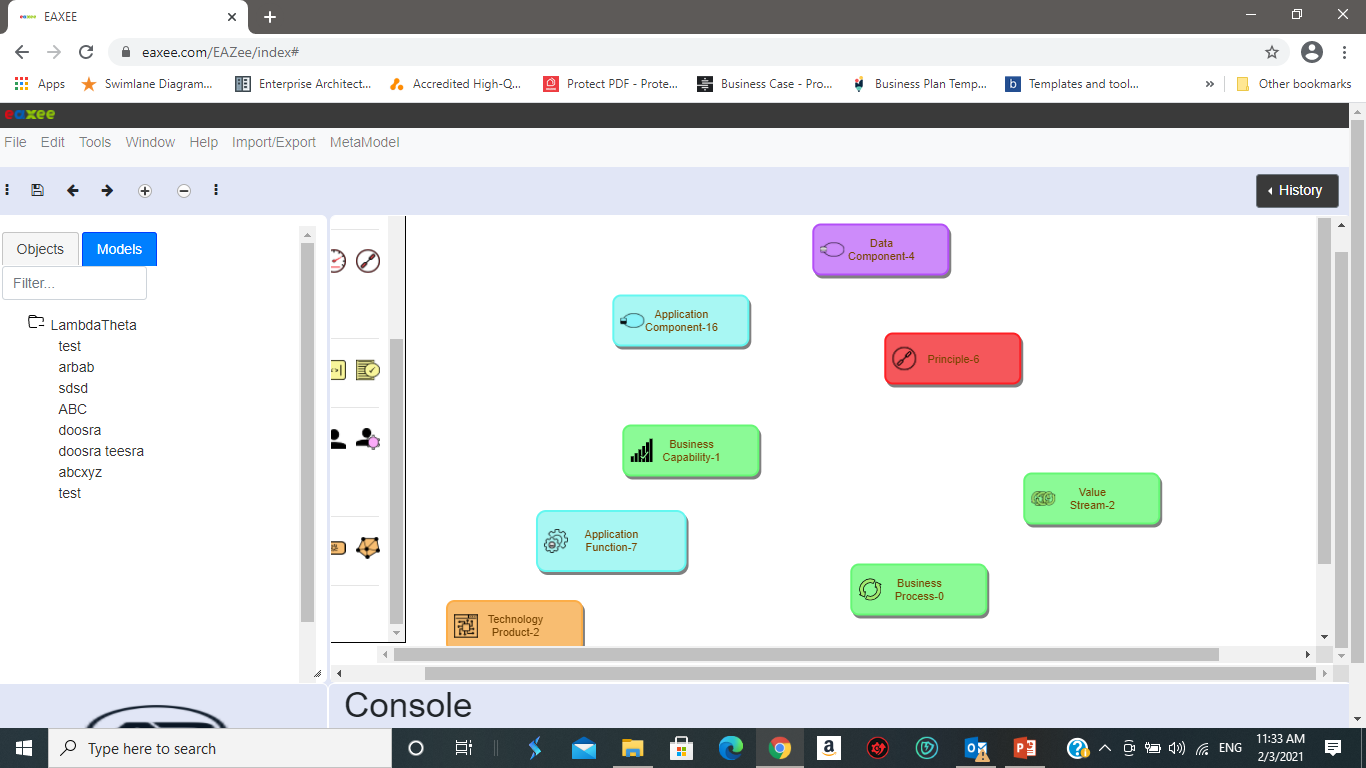 EAXEE
eaxee.com/EAZee/index#
Apps
Swimlane Diagram...
Enterprise Architect...
Accredited High-Q...
Protect PDF - Prote...
Business Case - Pro...
Business Plan Temp...
Templates and tool...
»
Other bookmarks
eaxee
File Edit Tools Window Help Import/Export MetaModel
History
Objects Models
Filter...
LambdaTheta
test
arbab
sdsd
ABC
doosra
doosra teesra
abcxyz
test
Data
Component-4
Application
Component-16
Principle-6
Business
Capability-1
Value
Stream-2
Application
Function-7
Business
Process-0
Technology
Product-2
Console
Type here to search
ENG
11:33 AM
2/3/2021